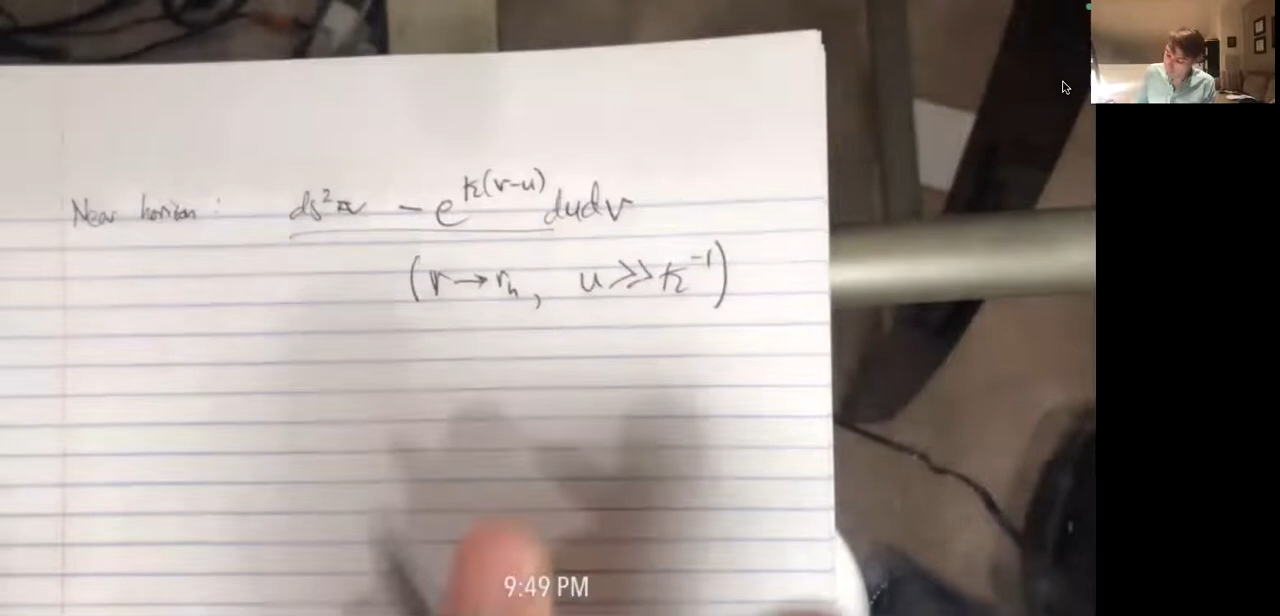 Near horizon: ds² ≈ - e^{κ(v-u)} du dv
(r → r_h, u >> κ^{-1})
9:49 PM